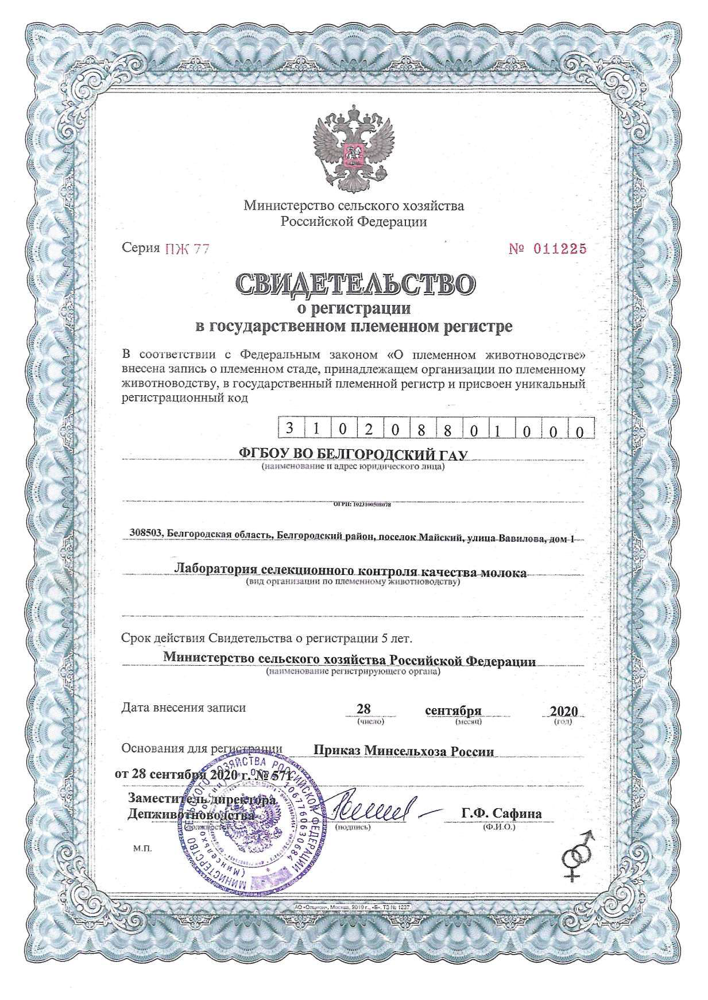 Министерство сельского хозяйства
Российской Федерации
Серия ПЖ 77 № 011225
СВИДЕТЕЛЬСТВО
о регистрации
в государственном племенном регистре
В соответствии с Федеральным законом «О племенном животноводстве»
внесена запись о племенном стаде, принадлежащем организации по племенному
животноводству, в государственный племенной регистр и присвоен уникальный
регистрационный код
3 1 0 2 0 8 8 0 1 0 0 0
ФГБОУ ВО БЕЛГОРОДСКИЙ ГАУ
(наименование и адрес юридического лица)
ОГРН: 1023100508078
308503, Белгородская область, Белгородский район, поселок Майский, улица Вавилова, дом 1
Лаборатория селекционного контроля качества молока
(вид организации по племенному животноводству)
Срок действия Свидетельства о регистрации 5 лет.
Министерство сельского хозяйства Российской Федерации
(наименование регистрирующего органа)
Дата внесения записи 28 сентября 2020
(число) (месяц) (год)
Основания для регистрации Приказ Минсельхоза России
от 28 сентября 2020 г. № 571
Заместитель директора
Депживотноводства Г.Ф. Сафина
(должность) (подпись) (Ф.И.О.)
М.П.
МИНИСТЕРСТВО СЕЛЬСКОГО ХОЗЯЙСТВА РОССИЙСКОЙ ФЕДЕРАЦИИ
(Минсельхоз России) ОГРН 1067760630684
АО «Опцион», Москва, 2019 г., «Б». ТЗ № 1237.